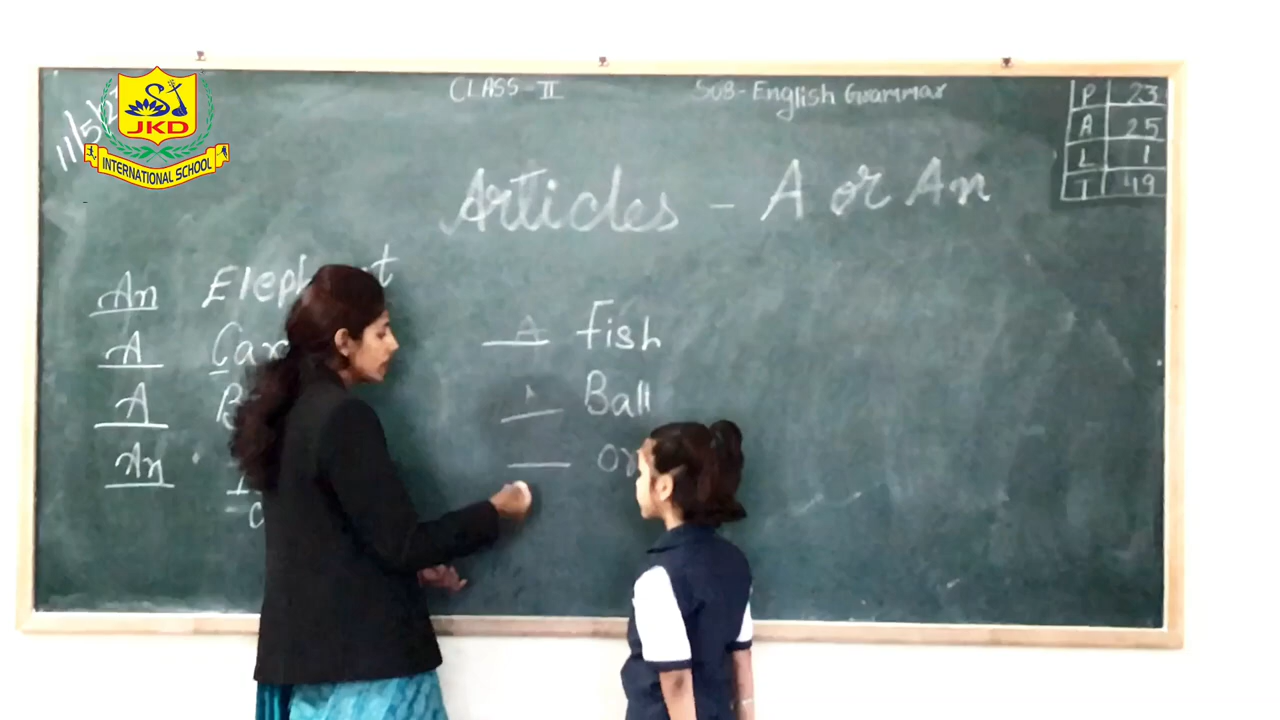 JKD
INTERNATIONAL SCHOOL
CLASS - II
SUB - English Grammar
P 23
A 25
L 1
T 49
Articles - A or An
An
A Car
A
An
A Fish
Ball